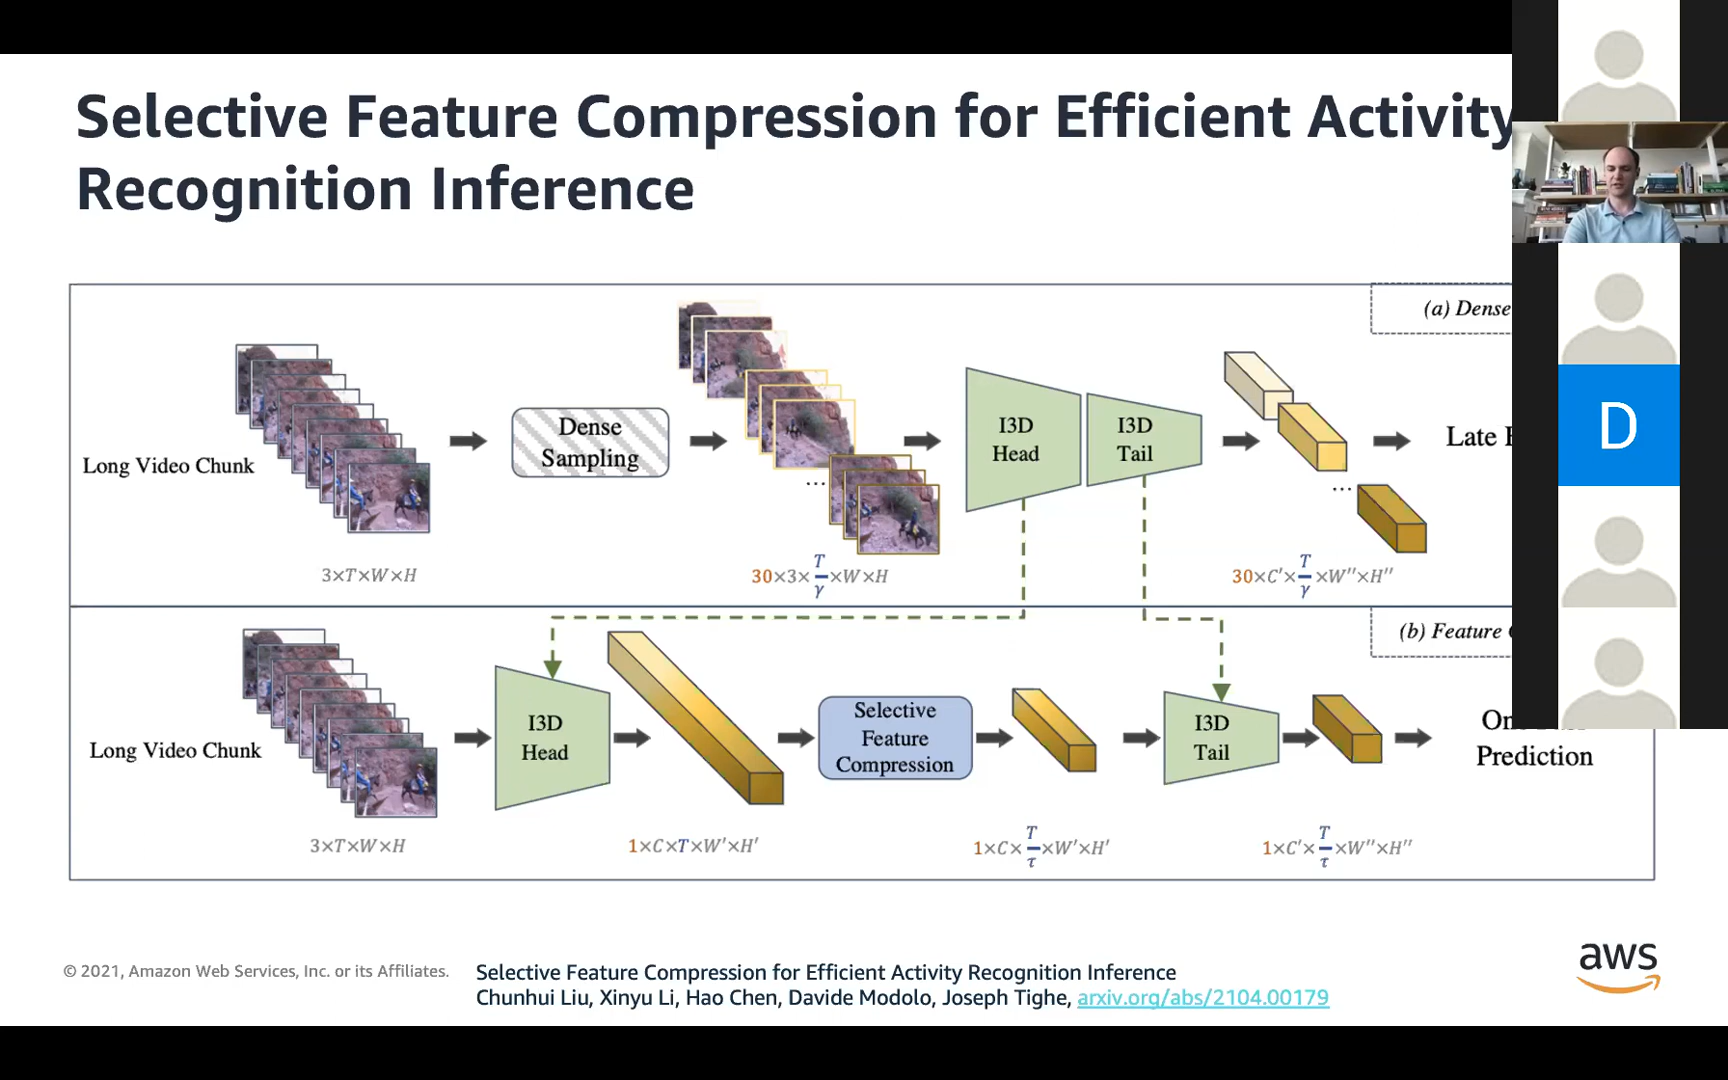 Selective Feature Compression for Efficient Activity
Recognition Inference
(a) Dense
Long Video Chunk
Dense
Sampling
...
I3D
Head
I3D
Tail
...
Late
3×T×W×H
30×3×T/γ×W×H
30×C'×T/γ×W''×H''
(b) Feature
Long Video Chunk
I3D
Head
Selective
Feature
Compression
I3D
Tail
Prediction
3×T×W×H
1×C×T×W'×H'
1×C×T/τ×W'×H'
1×C'×T/τ×W''×H''
D
© 2021, Amazon Web Services, Inc. or its Affiliates.
Selective Feature Compression for Efficient Activity Recognition Inference
Chunhui Liu, Xinyu Li, Hao Chen, Davide Modolo, Joseph Tighe, arxiv.org/abs/2104.00179
aws